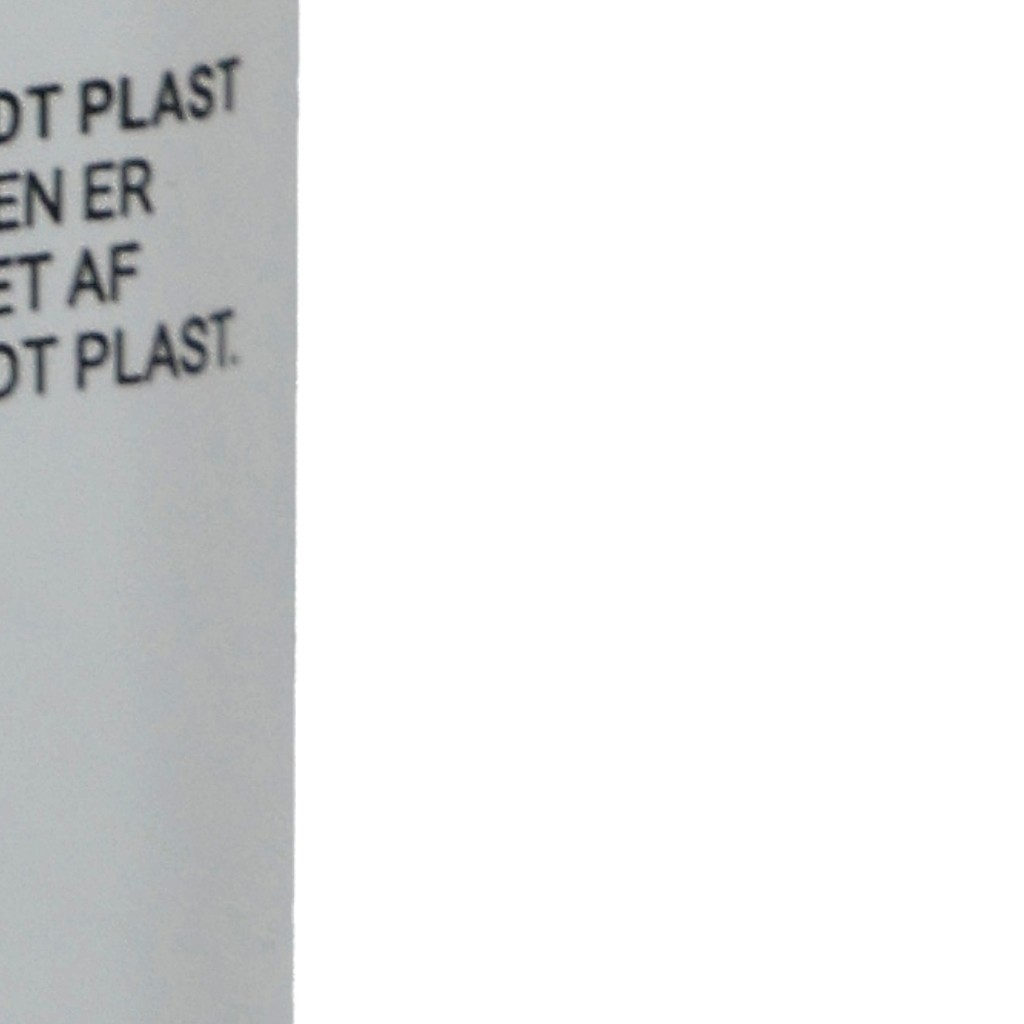 DT PLAST
EN ER
ET AF
DT PLAST.